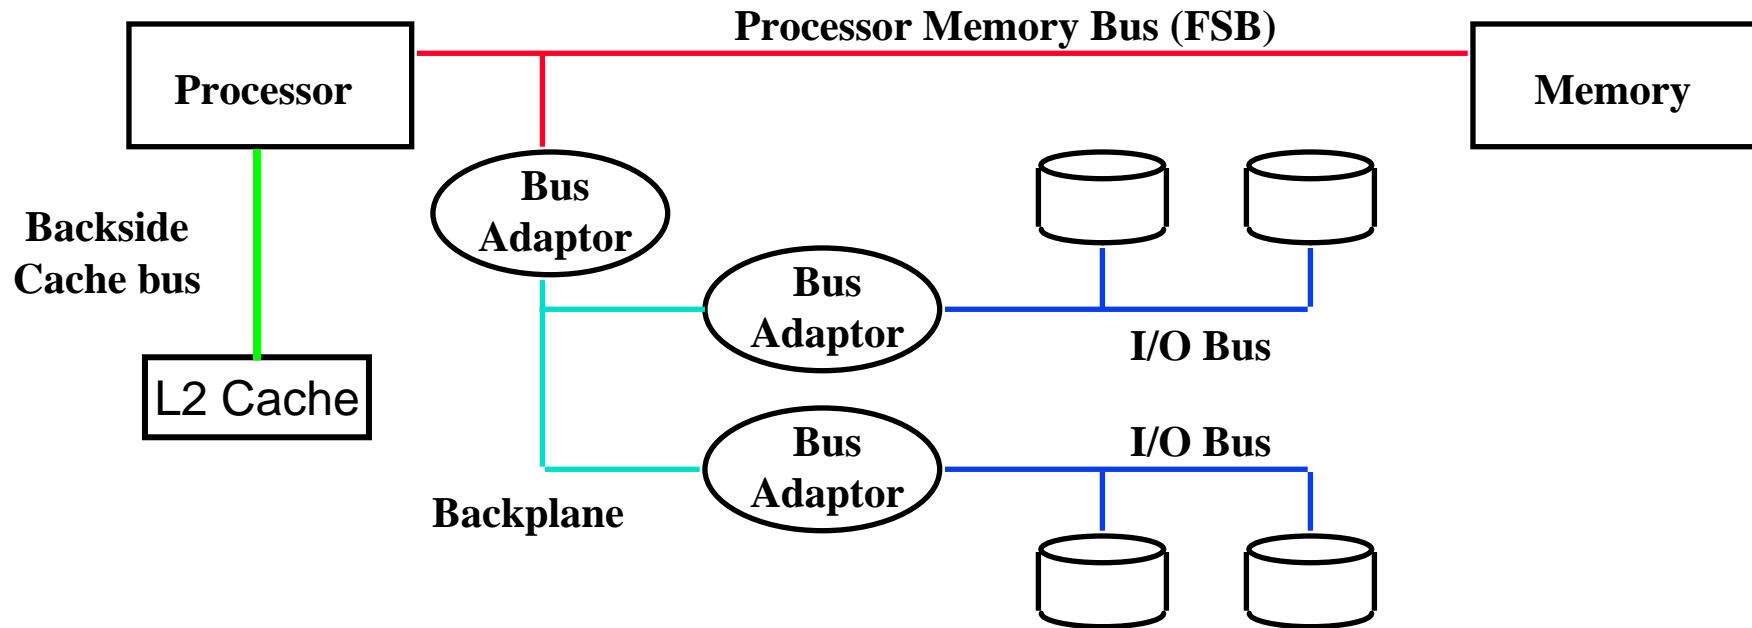 Processor Memory Bus (FSB)
Processor
Memory
Bus
Adaptor
Backside
Cache bus
Bus
Adaptor
I/O Bus
L2 Cache
Bus
Adaptor
I/O Bus
Backplane